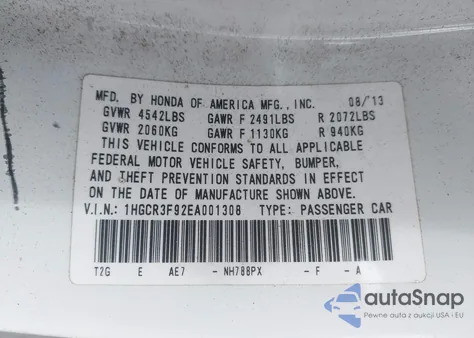 MFD. BY HONDA OF AMERICA MFG., INC. 08/13
GVWR 4542LBS GAWR F 2491LBS R 2072LBS
GVWR 2060KG GAWR F 1130KG R 940KG
THIS VEHICLE CONFORMS TO ALL APPLICABLE
FEDERAL MOTOR VEHICLE SAFETY, BUMPER,
AND THEFT PREVENTION STANDARDS IN EFFECT
ON THE DATE OF MANUFACTURE SHOWN ABOVE.
V.I.N.: 1HGCR3F92EA001308 TYPE: PASSENGER CAR
T2G E AE7 -NH788PX -F -A
autoSnap
Pewne auta z aukcji USA i EU